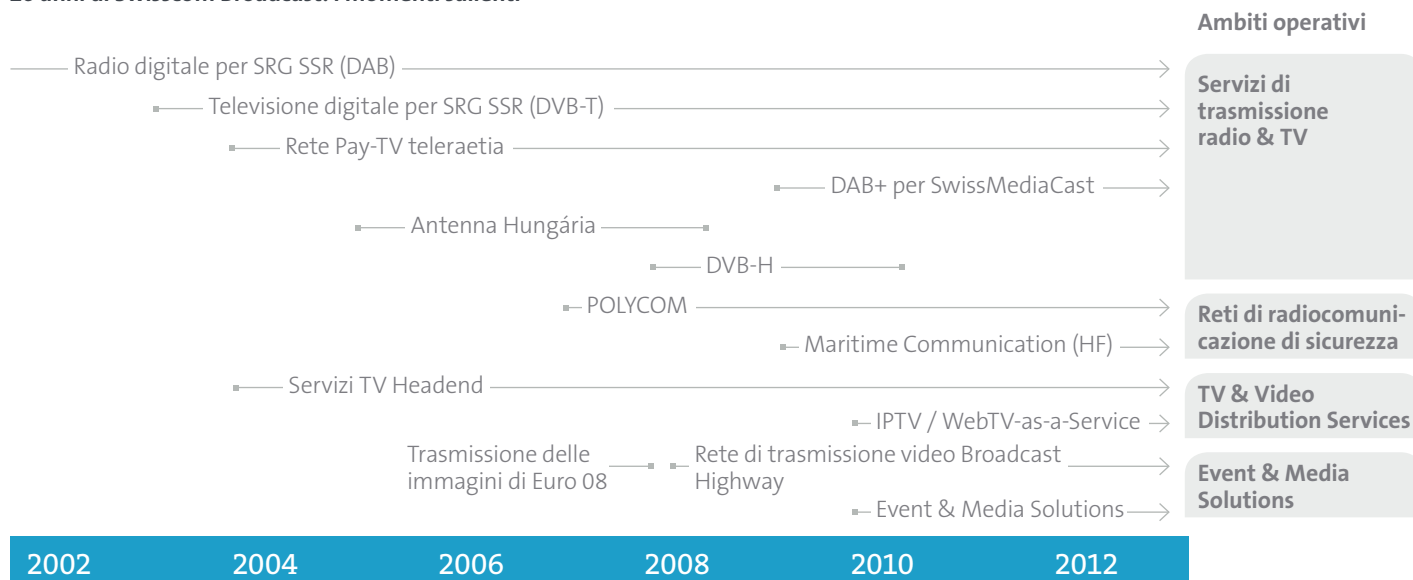 Ambiti operativi
Radio digitale per SRG SSR (DAB)
Televisione digitale per SRG SSR (DVB-T)
Rete Pay-TV teleraetia
DAB+ per SwissMediaCast
Antenna Hungária
DVB-H
Servizi di
trasmissione
radio & TV
POLYCOM
Maritime Communication (HF)
Reti di radiocomuni-
cazione di sicurezza
Servizi TV Headend
IPTV / WebTV-as-a-Service
TV & Video
Distribution Services
Trasmissione delle
immagini di Euro 08
Rete di trasmissione video Broadcast
Highway
Event & Media Solutions
Event & Media
Solutions
2002 2004 2006 2008 2010 2012